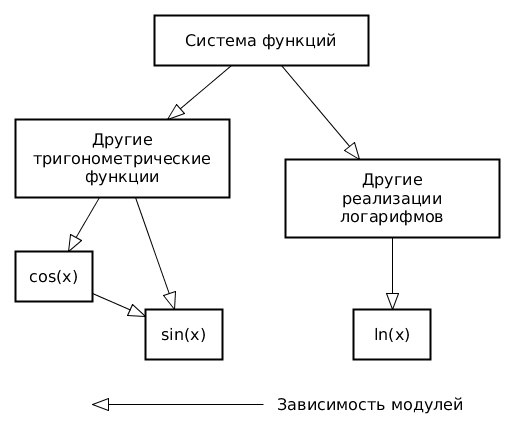 Система функций
Другие
тригонометрические
функции
Другие
реализации
логарифмов
cos(x)
sin(x)
ln(x)
Зависимость модулей